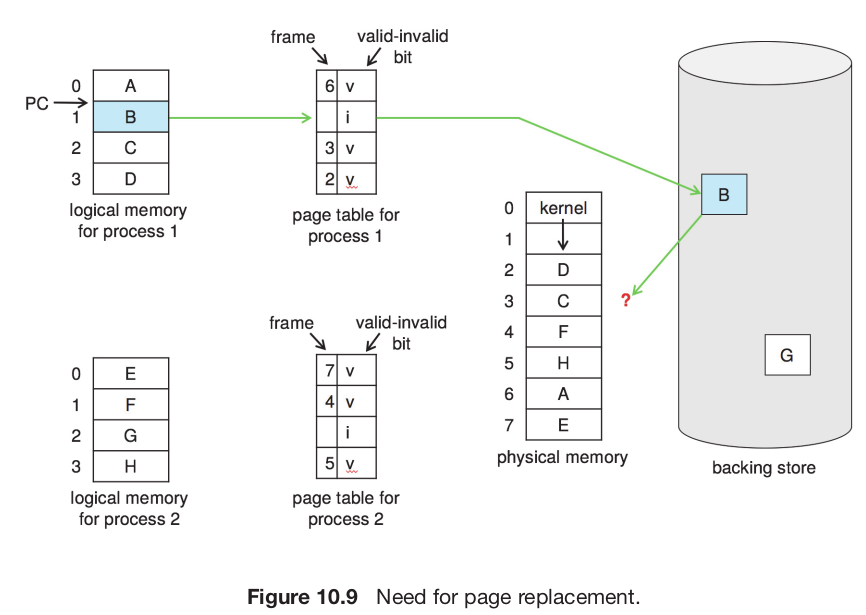 frame
valid-invalid
bit
PC
0 A
1 B
2 C
3 D
6 v
i
3 v
2 v
logical memory
for process 1
page table for
process 1
B
0 kernel
1
2 D
3 C
4 F
5 H
6 A
7 E
?
physical memory
G
backing store
frame
valid-invalid
bit
0 E
1 F
2 G
3 H
7 v
4 v
i
5 v
logical memory
for process 2
page table for
process 2
Figure 10.9 Need for page replacement.